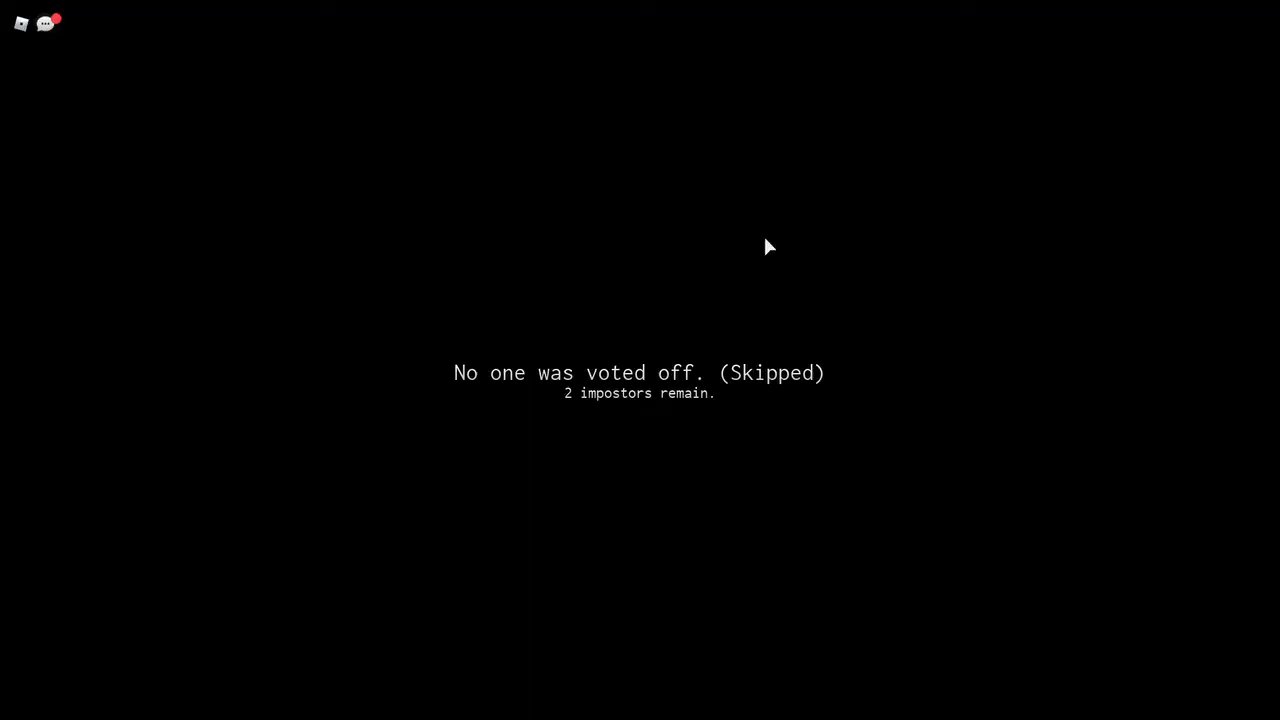 No one was voted off. (Skipped)
2 impostors remain.